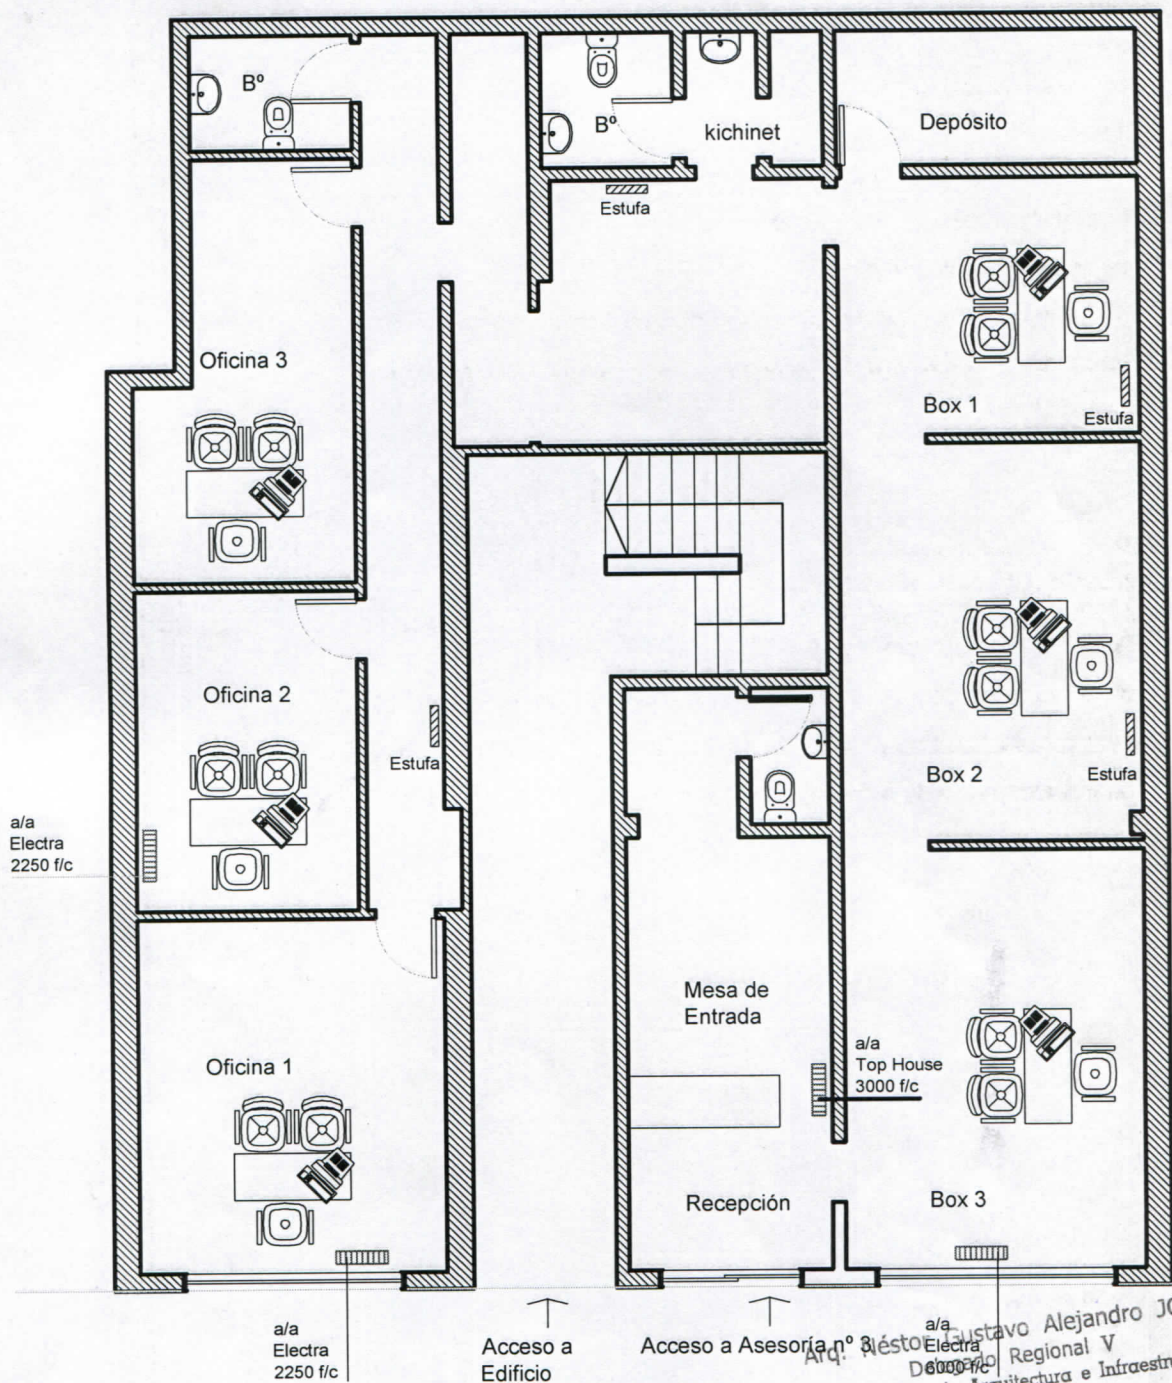 Bº
Bº
kichinet
Depósito
Estufa
Oficina 3
Box 1
Estufa
Oficina 2
Estufa
Box 2
Estufa
a/a
Electra
2250 f/c
Mesa de
Entrada
a/a
Top House
3000 f/c
Oficina 1
Recepción
Box 3
a/a
Electra
2250 f/c
Acceso a
Edificio
Acceso a Asesoría nº 3
a/a
Electra
6000 f/c
Arq. Néstor Gustavo Alejandro
Delegado Regional V
Arquitectura e